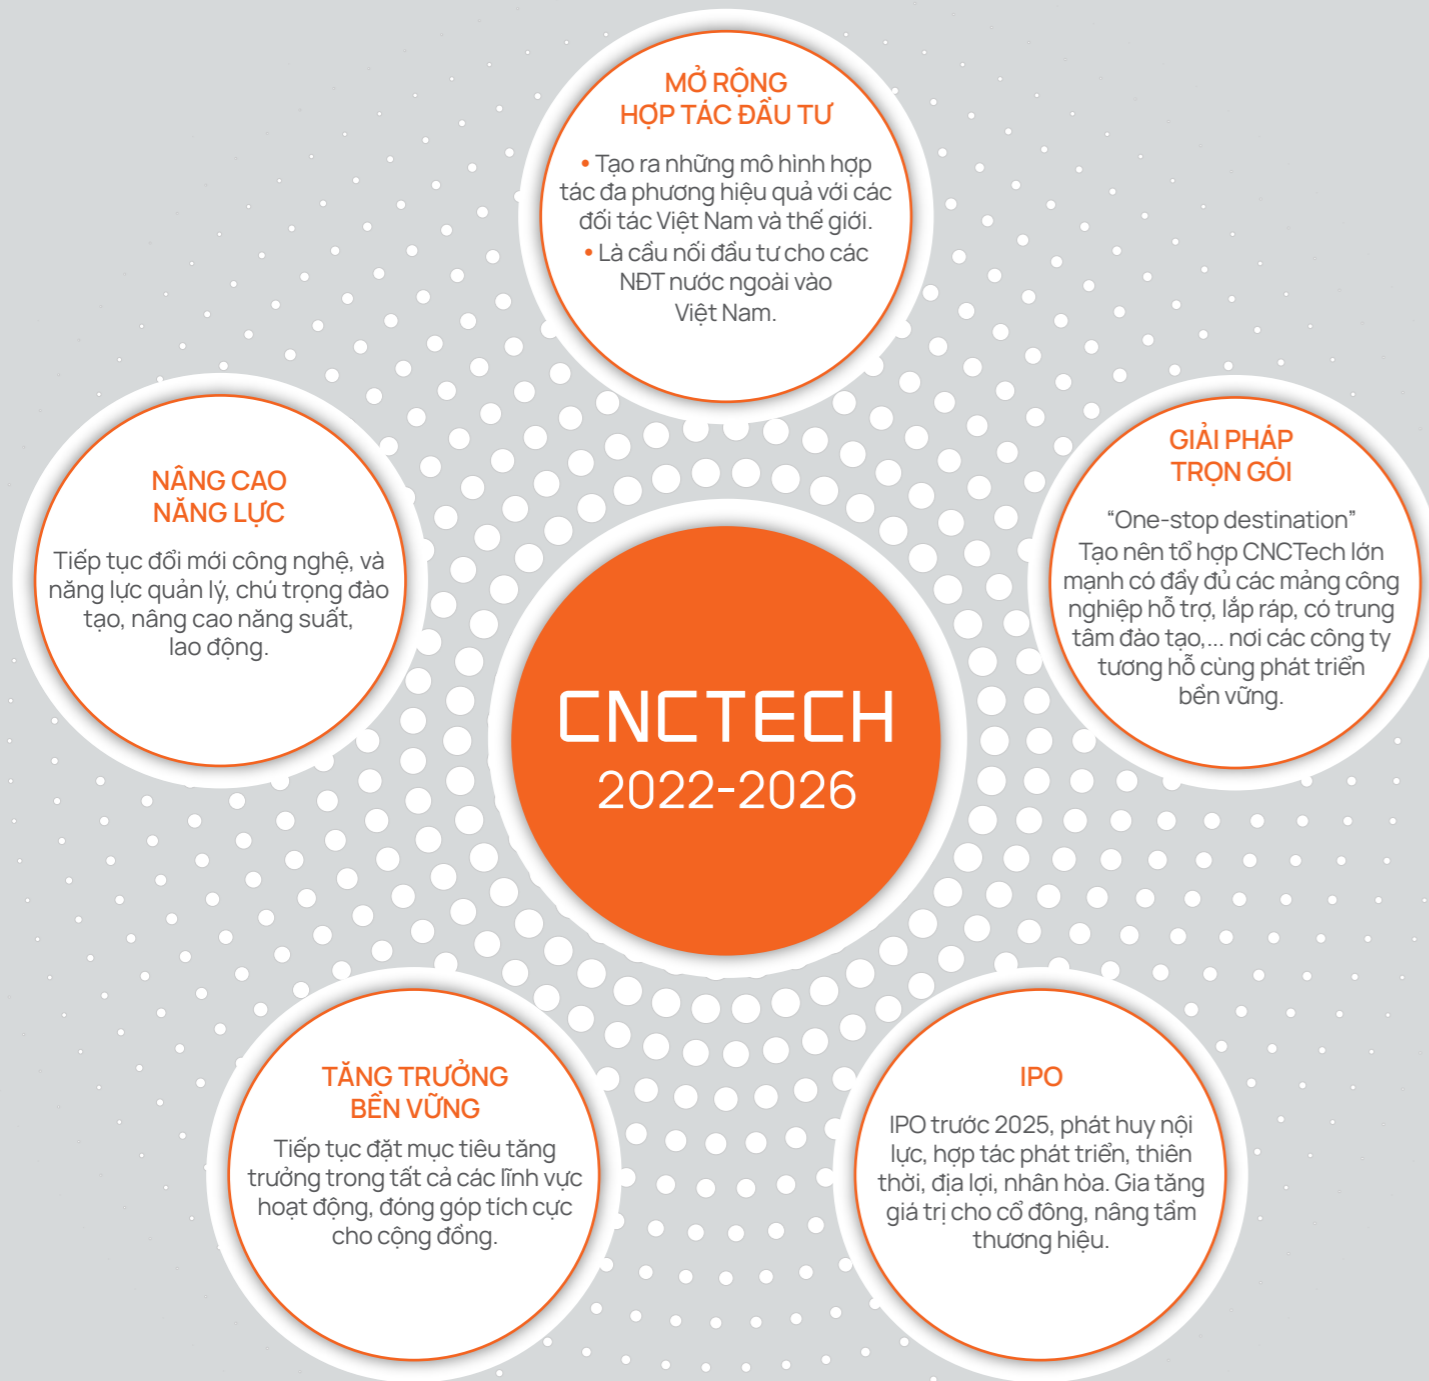 MỞ RỘNG
HỢP TÁC ĐẦU TƯ
• Tạo ra những mô hình hợp
tác đa phương hiệu quả với các
đối tác Việt Nam và thế giới.
• Là cầu nối đầu tư cho các
NĐT nước ngoài vào
Việt Nam.
NÂNG CAO
NĂNG LỰC
Tiếp tục đổi mới công nghệ, và
năng lực quản lý, chú trọng đào
tạo, nâng cao năng suất,
lao động.
GIẢI PHÁP
TRỌN GÓI
“One-stop destination”
Tạo nên tổ hợp CNCTech lớn
mạnh có đầy đủ các mảng công
nghiệp hỗ trợ, lắp ráp, có trung
tâm đào tạo,... nơi các công ty
tương hỗ cùng phát triển
bền vững.
CNCTECH
2022-2026
TĂNG TRƯỞNG
BỀN VỮNG
Tiếp tục đặt mục tiêu tăng
trưởng trong tất cả các lĩnh vực
hoạt động, đóng góp tích cực
cho cộng đồng.
IPO
IPO trước 2025, phát huy nội
lực, hợp tác phát triển, thiên
thời, địa lợi, nhân hòa. Gia tăng
giá trị cho cổ đông, nâng tầm
thương hiệu.